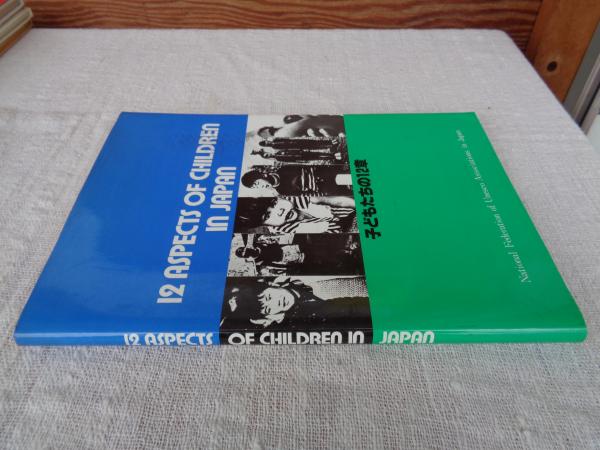 12 ASPECTS OF CHILDREN
IN JAPAN
子どもたちの12章
National Federation of Unesco Associations in Japan
12 ASPECTS OF CHILDREN IN JAPAN